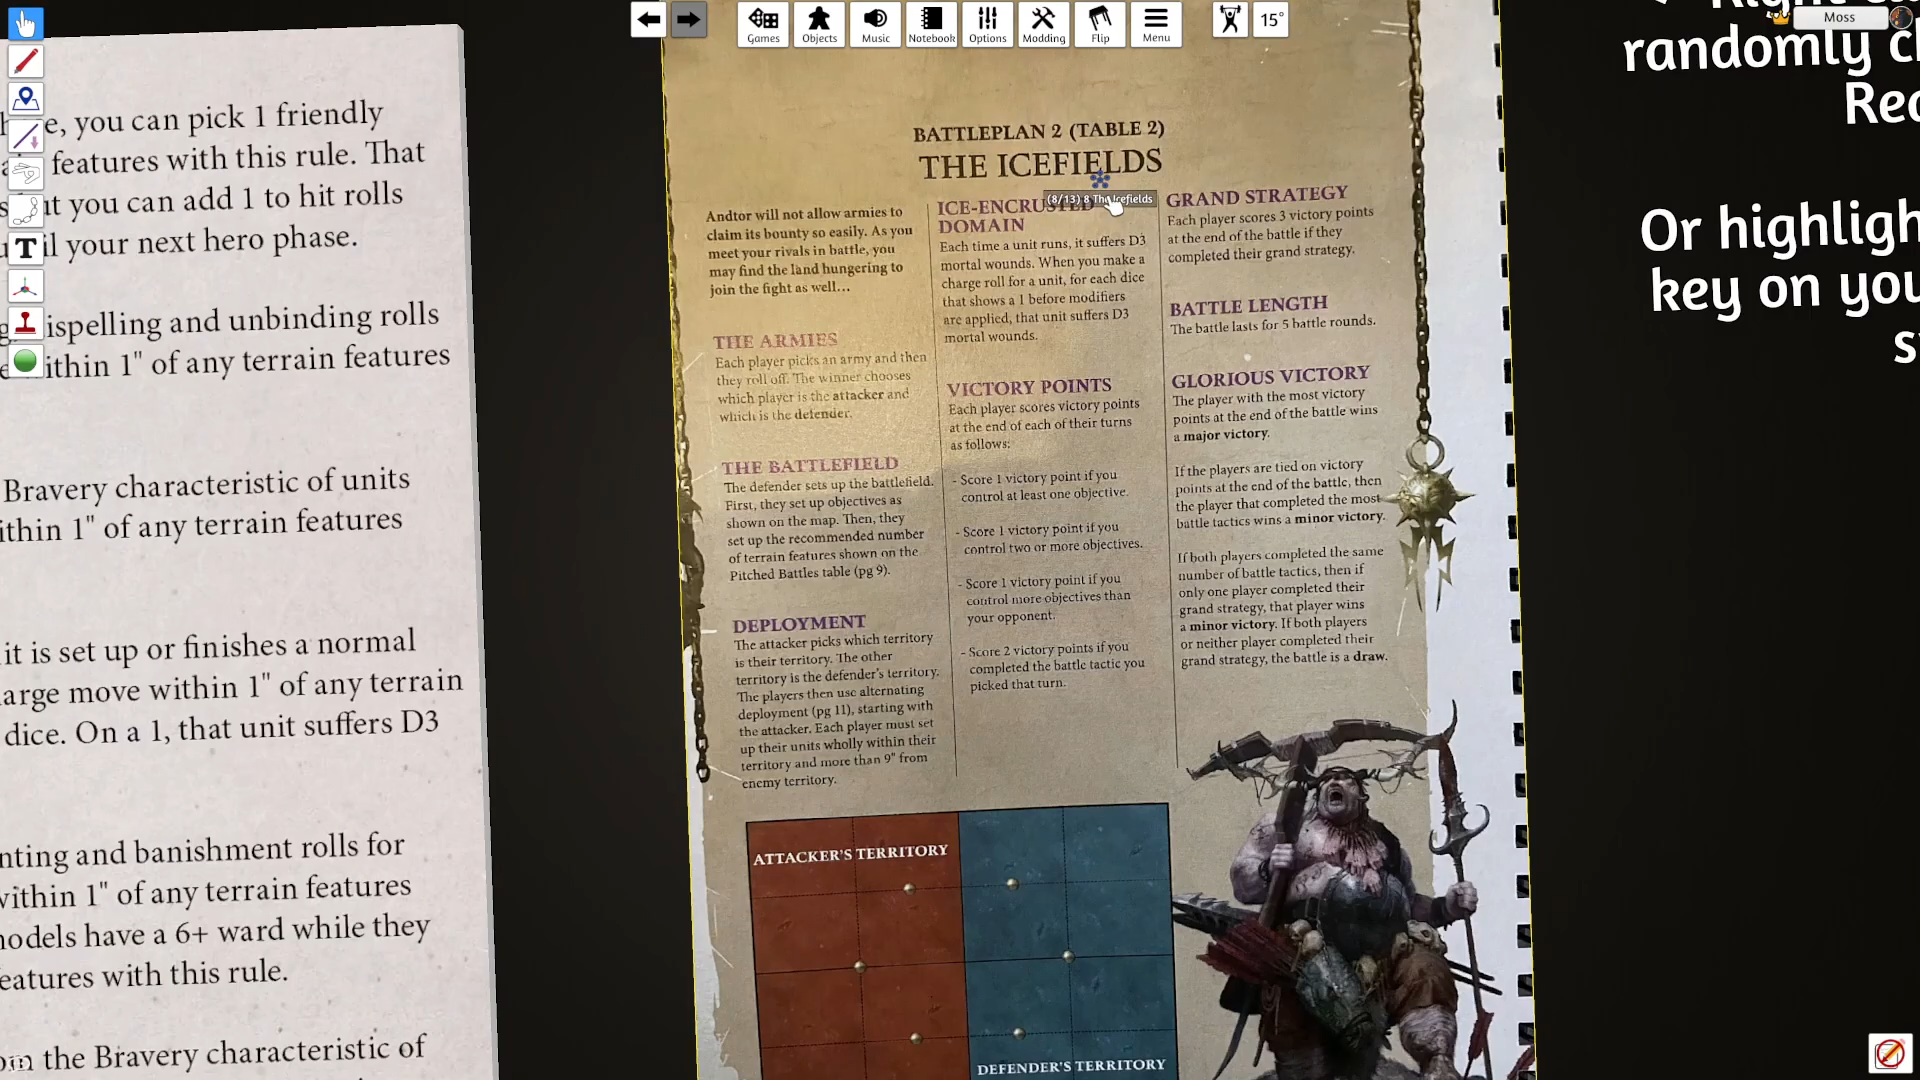 Games
Objects
Music
Notebook
Options
Modding
Flip
Menu
15°
Moss
e, you can pick 1 friendly
features with this rule. That
ut you can add 1 to hit rolls
il your next hero phase.
ispelling and unbinding rolls
ithin 1" of any terrain features
Bravery characteristic of units
ithin 1" of any terrain features
it is set up or finishes a normal
arge move within 1" of any terrain
dice. On a 1, that unit suffers D3
nting and banishment rolls for
within 1" of any terrain features
models have a 6+ ward while they
eatures with this rule.
the Bravery characteristic of
BATTLEPLAN 2 (TABLE 2)
THE ICEFIELDS
Andtor will not allow armies to
claim its bounty so easily. As you
meet your rivals in battle, you
may find the land hungering to
join the fight as well...
THE ARMIES
Each player picks an army and then
they roll off. The winner chooses
which player is the attacker and
which is the defender.
THE BATTLEFIELD
The defender sets up the battlefield.
First, they set up objectives as
shown on the map. Then, they
set up the recommended number
of terrain features shown on the
Pitched Battles table (pg 9).
DEPLOYMENT
The attacker picks which territory
is their territory. The other
territory is the defender's territory.
The players then use alternating
deployment (pg 11), starting with
the attacker. Each player must set
up their units wholly within their
territory and more than 9" from
enemy territory.
(8/13) 8 The Icefields
ICE-ENCRUSTED
DOMAIN
Each time a unit runs, it suffers D3
mortal wounds. When you make a
charge roll for a unit, for each dice
that shows a 1 before modifiers
are applied, that unit suffers D3
mortal wounds.
VICTORY POINTS
Each player scores victory points
at the end of each of their turns
as follows:
- Score 1 victory point if you
control at least one objective.
- Score 1 victory point if you
control two or more objectives.
- Score 1 victory point if you
control more objectives than
your opponent.
- Score 2 victory points if you
completed the battle tactic you
picked that turn.
GRAND STRATEGY
Each player scores 3 victory points
at the end of the battle if they
completed their grand strategy.
BATTLE LENGTH
The battle lasts for 5 battle rounds.
GLORIOUS VICTORY
The player with the most victory
points at the end of the battle wins
a major victory.
If the players are tied on victory
points at the end of the battle, then
the player that completed the most
battle tactics wins a minor victory.
If both players completed the same
number of battle tactics, then if
only one player completed their
grand strategy, that player wins
a minor victory. If both players
or neither player completed their
grand strategy, the battle is a draw.
ATTACKER'S TERRITORY
DEFENDER'S TERRITORY
randomly c
Rec
Or highligh
key on you
s